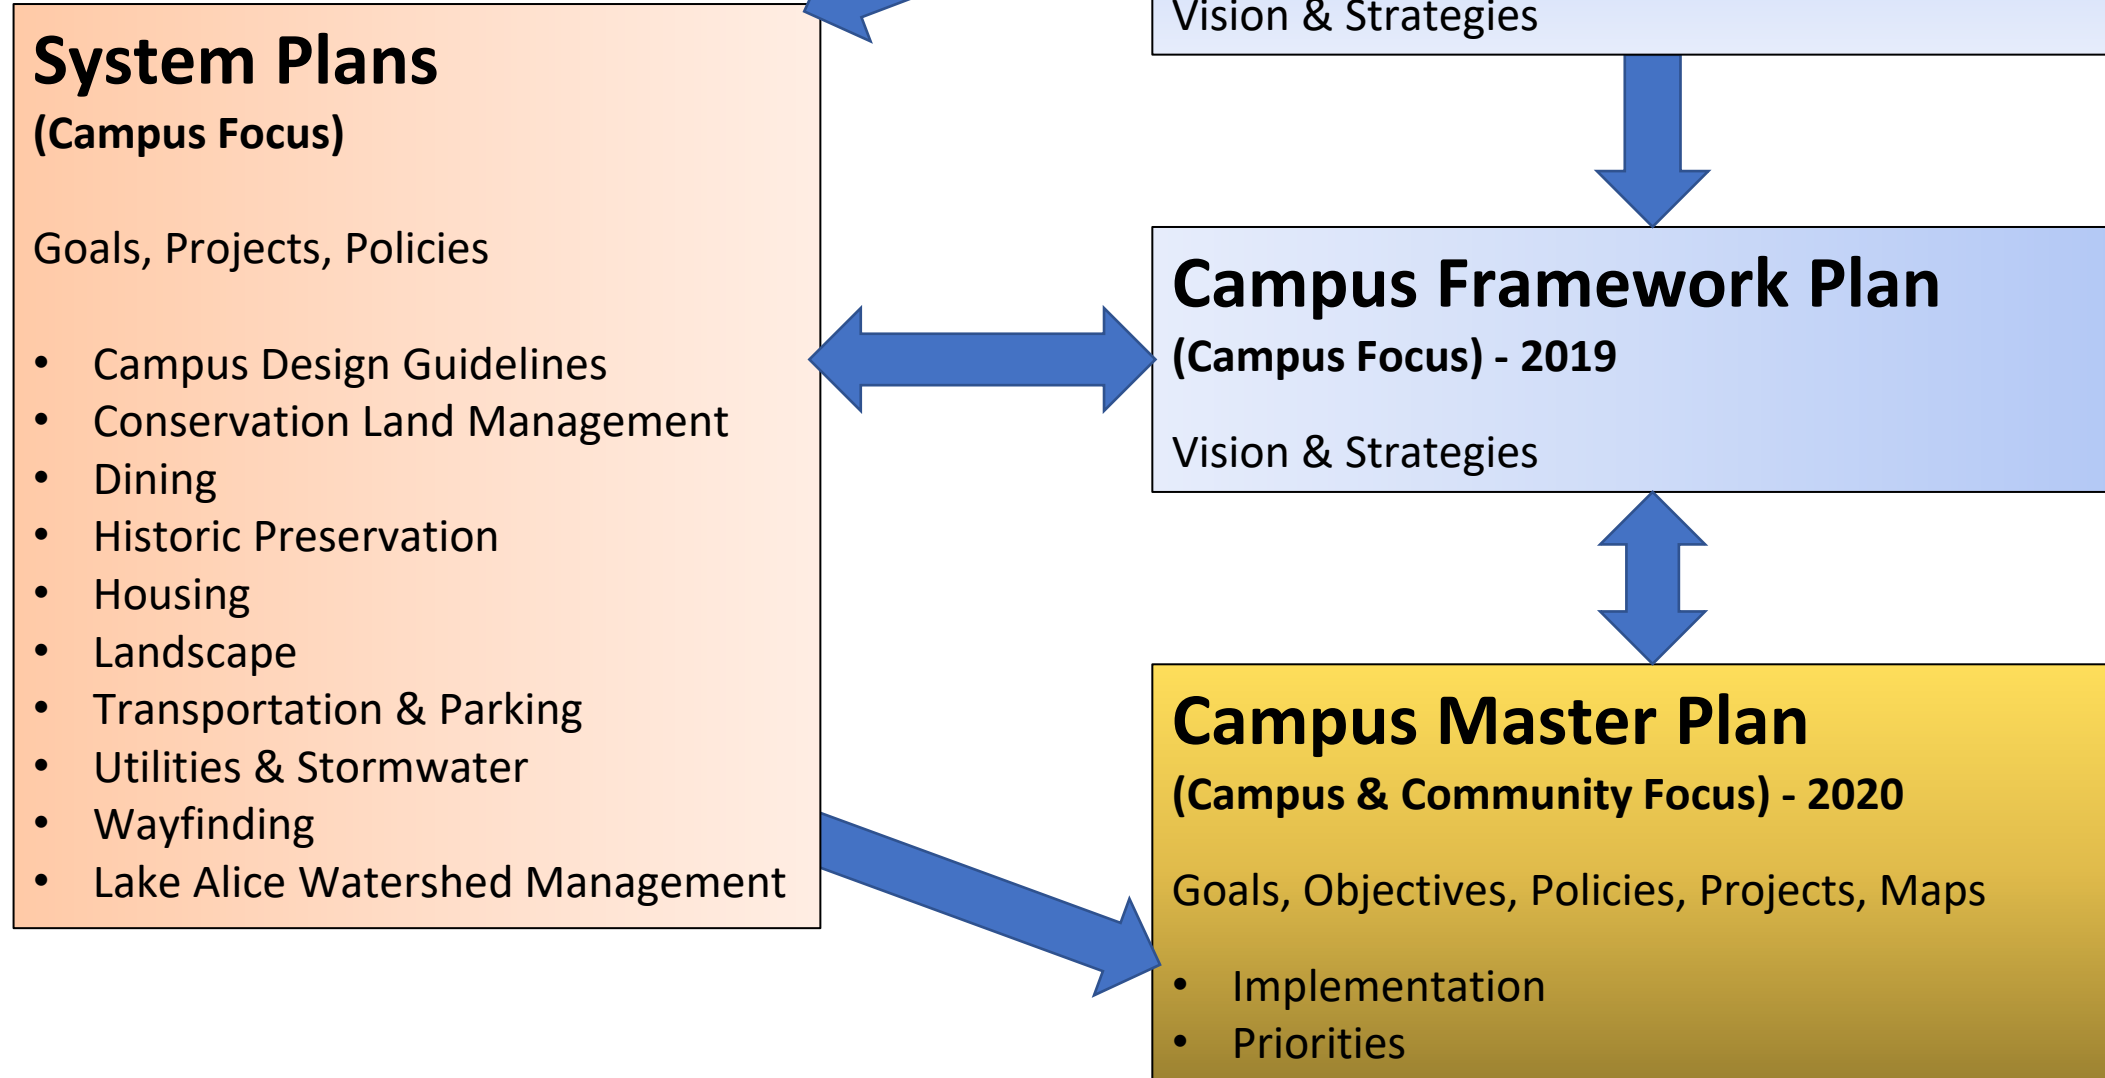 Vision & Strategies
System Plans
(Campus Focus)
Goals, Projects, Policies
• Campus Design Guidelines
• Conservation Land Management
• Dining
• Historic Preservation
• Housing
• Landscape
• Transportation & Parking
• Utilities & Stormwater
• Wayfinding
• Lake Alice Watershed Management
Campus Framework Plan
(Campus Focus) - 2019
Vision & Strategies
Campus Master Plan
(Campus & Community Focus) - 2020
Goals, Objectives, Policies, Projects, Maps
• Implementation
• Priorities